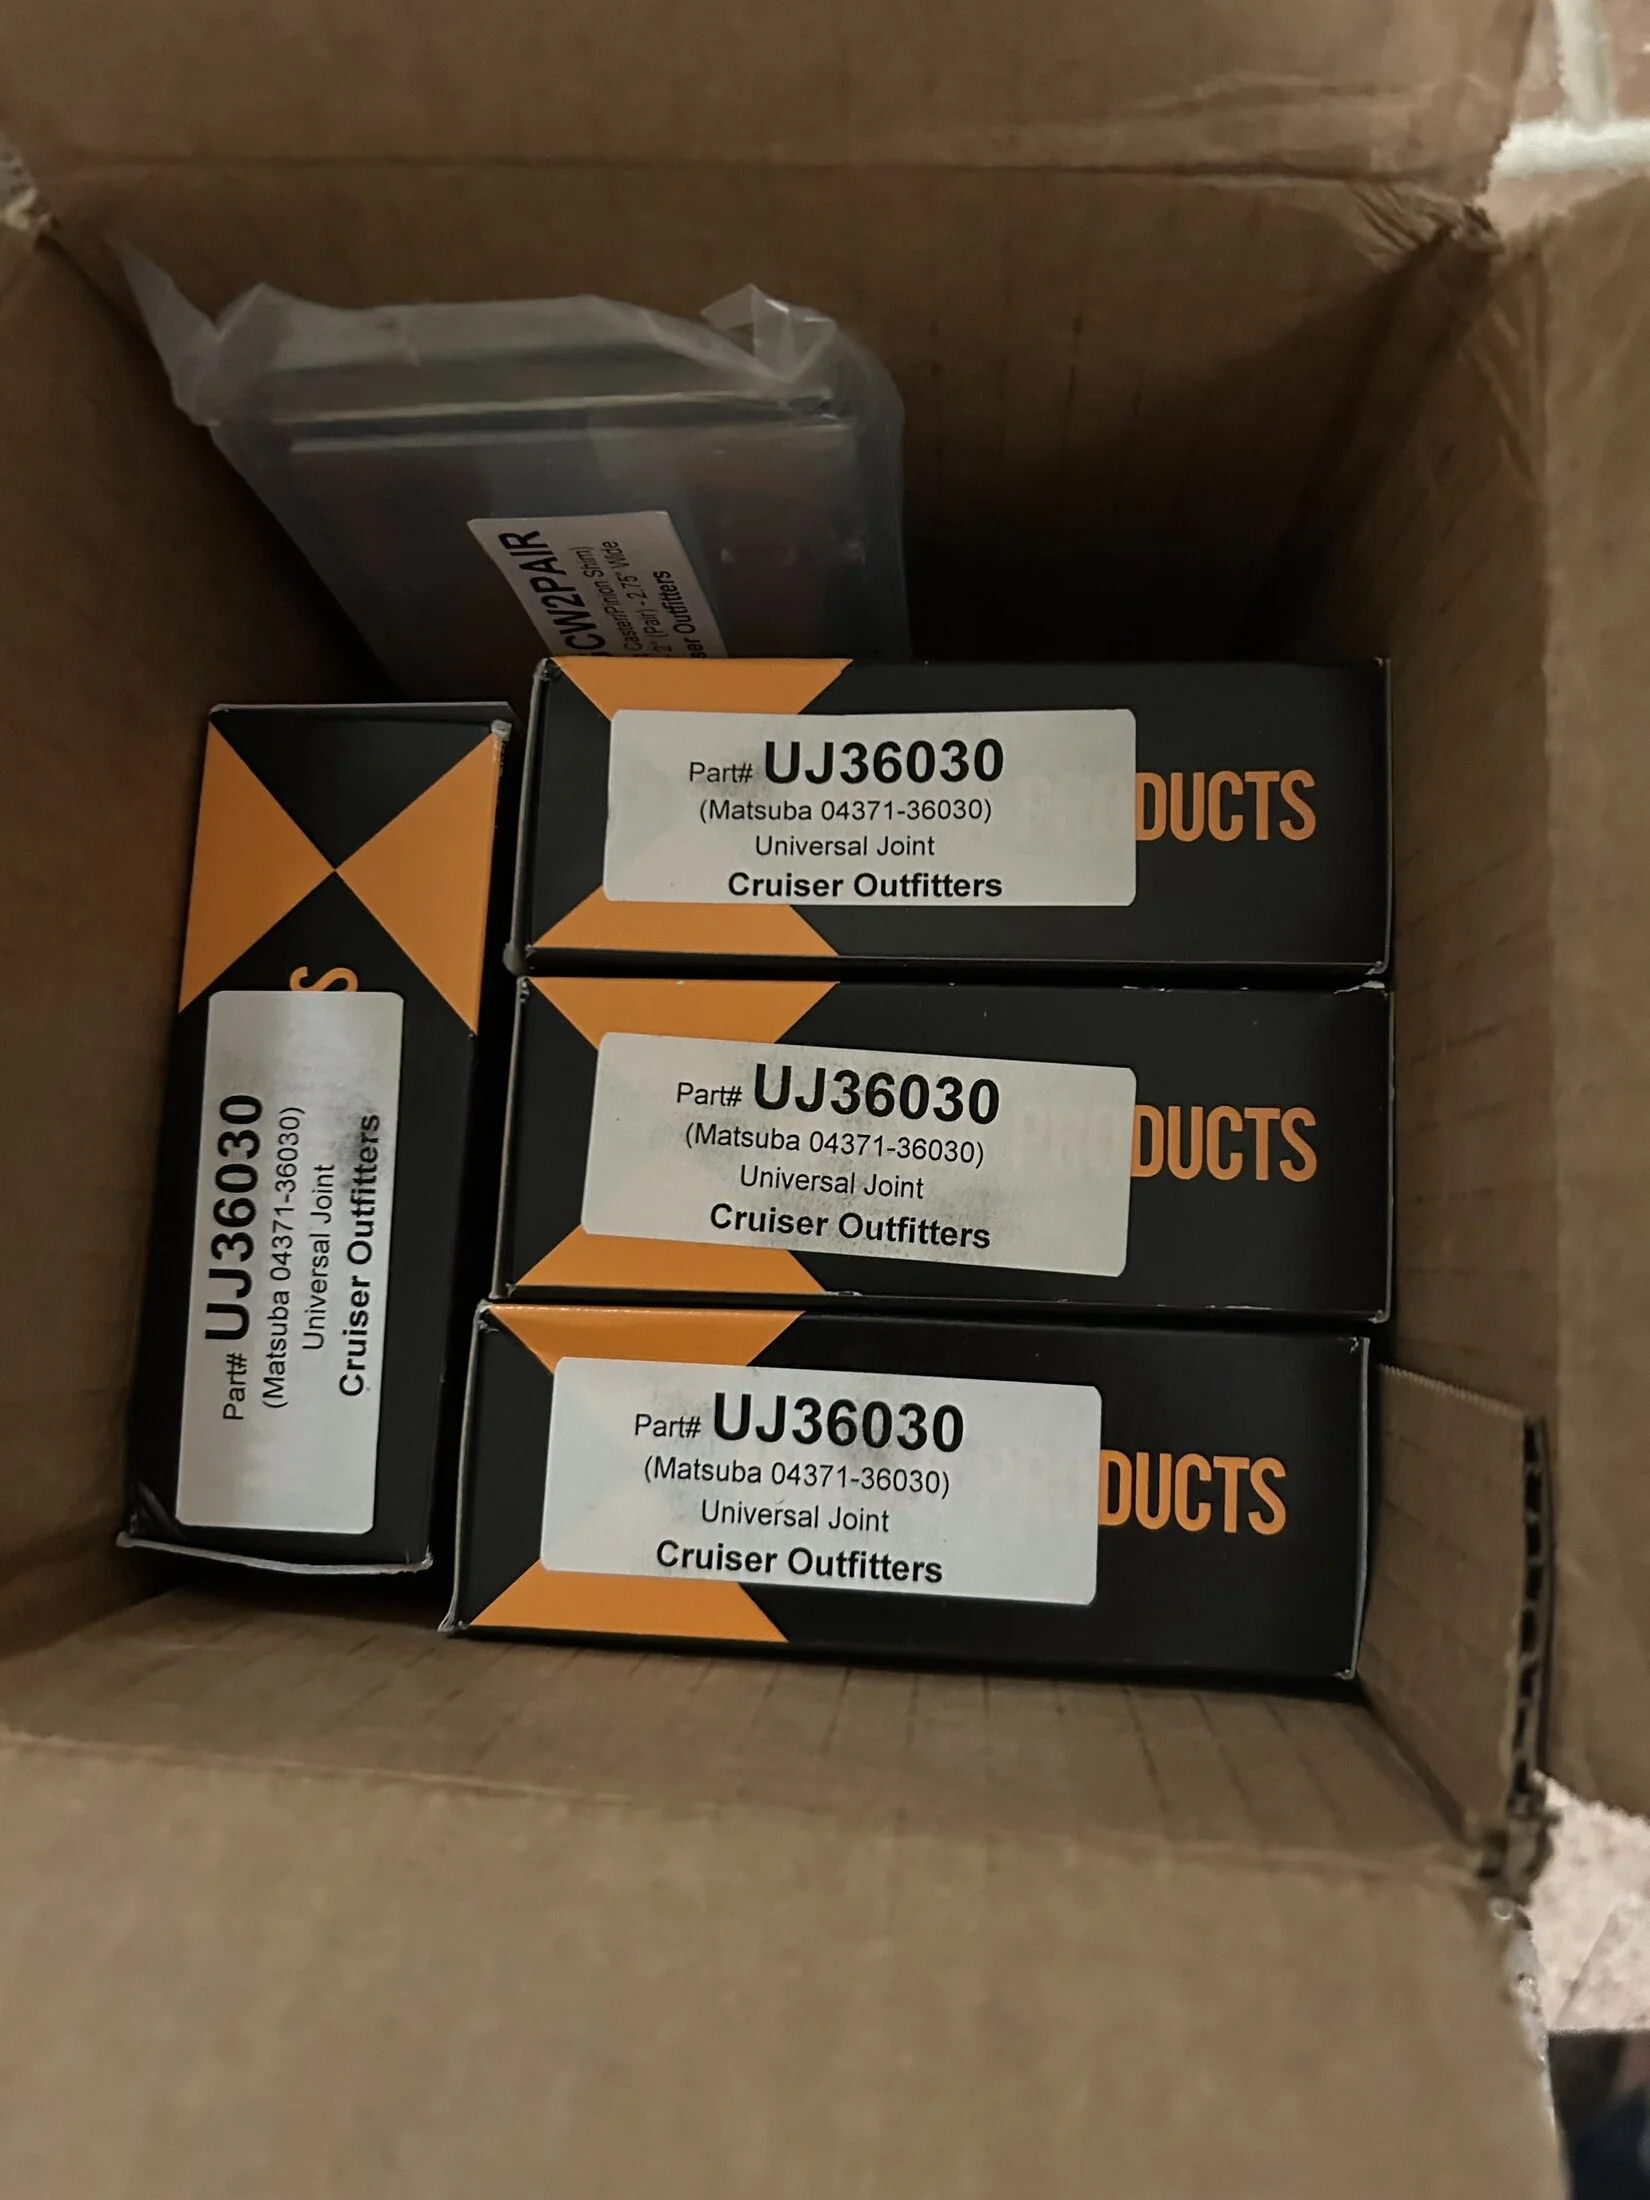 CW2PAIR
Caster/Pinion Shim)
2° (Pair) - 2.75" Wide
Outfitters
Part# UJ36030
(Matsuba 04371-36030)
Universal Joint
Cruiser Outfitters
DUCTS
Part# UJ36030
(Matsuba 04371-36030)
Universal Joint
Cruiser Outfitters
DUCTS
Part# UJ36030
(Matsuba 04371-36030)
Universal Joint
Cruiser Outfitters
DUCTS
S
Part# UJ36030
(Matsuba 04371-36030)
Universal Joint
Cruiser Outfitters